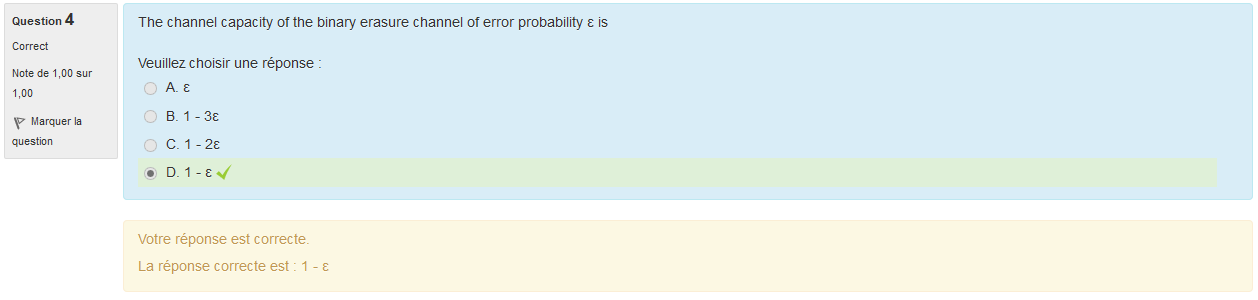 Question 4
Correct
Note de 1,00 sur
1,00
Marquer la
question
The channel capacity of the binary erasure channel of error probability ε is
Veuillez choisir une réponse :
A. ε
B. 1 - 3ε
C. 1 - 2ε
D. 1 - ε
Votre réponse est correcte.
La réponse correcte est : 1 - ε